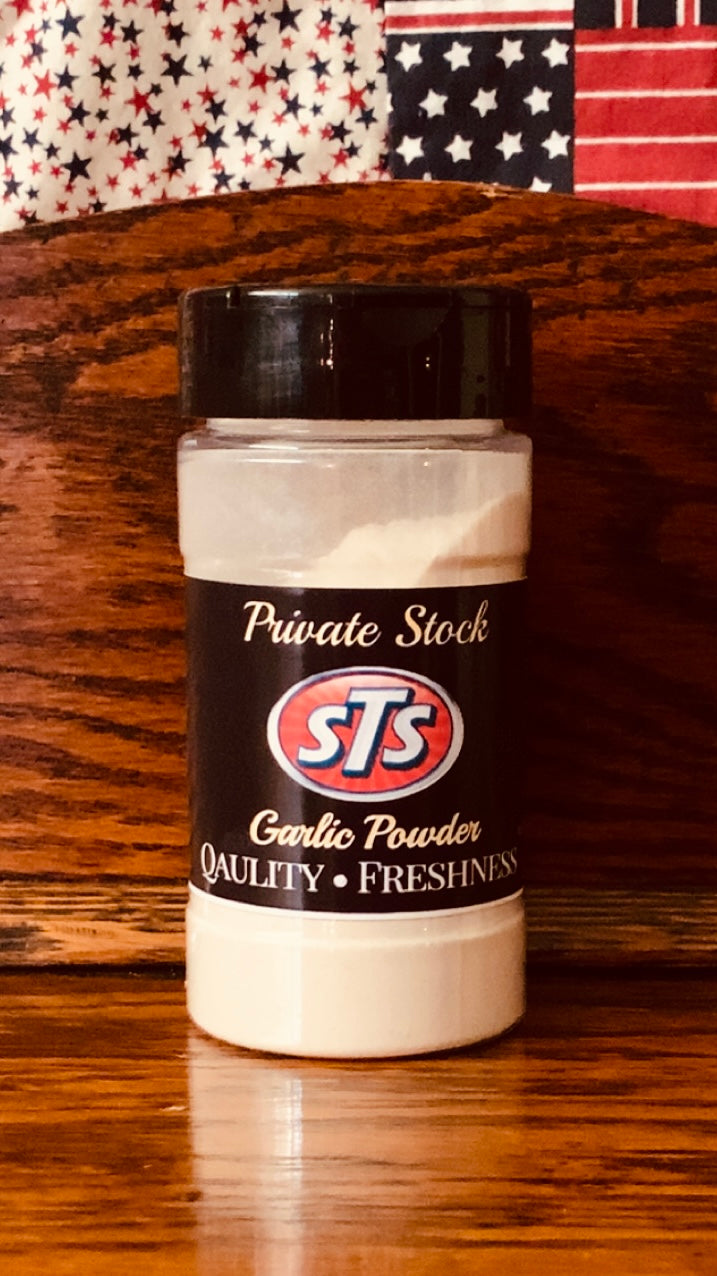 Private Stock
STS
Garlic Powder
QAULITY • FRESHNESS